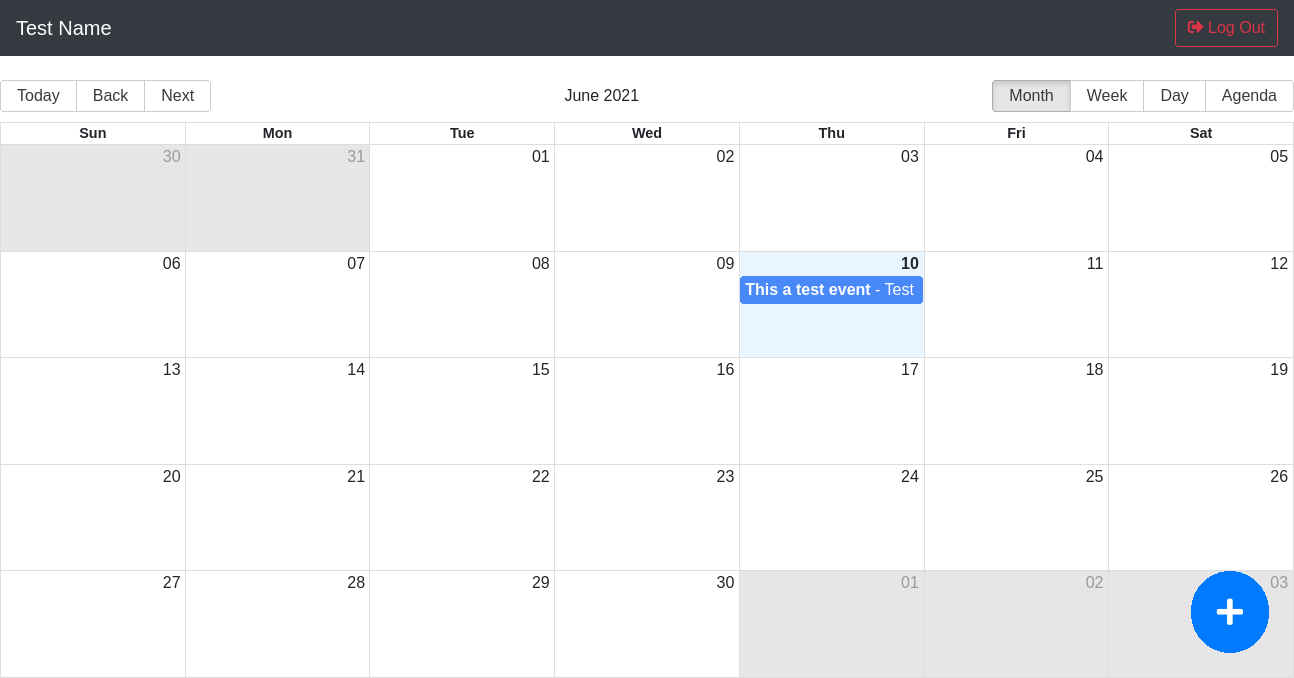 Test Name Log Out
Today Back Next June 2021 Month Week Day Agenda
Sun Mon Tue Wed Thu Fri Sat
30 31 01 02 03 04 05
06 07 08 09 10 11 12
This a test event - Test
13 14 15 16 17 18 19
20 21 22 23 24 25 26
27 28 29 30 01 02 03